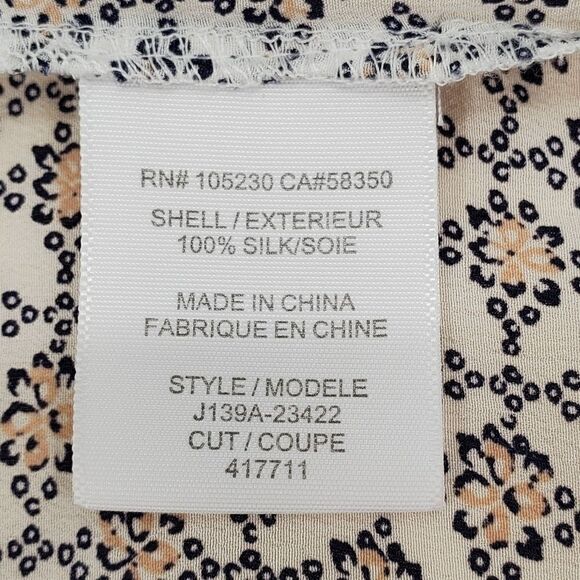 RN# 105230 CA#58350
SHELL / EXTERIEUR
100% SILK/SOIE
MADE IN CHINA
FABRIQUE EN CHINE
STYLE / MODELE
J139A-23422
CUT / COUPE
417711